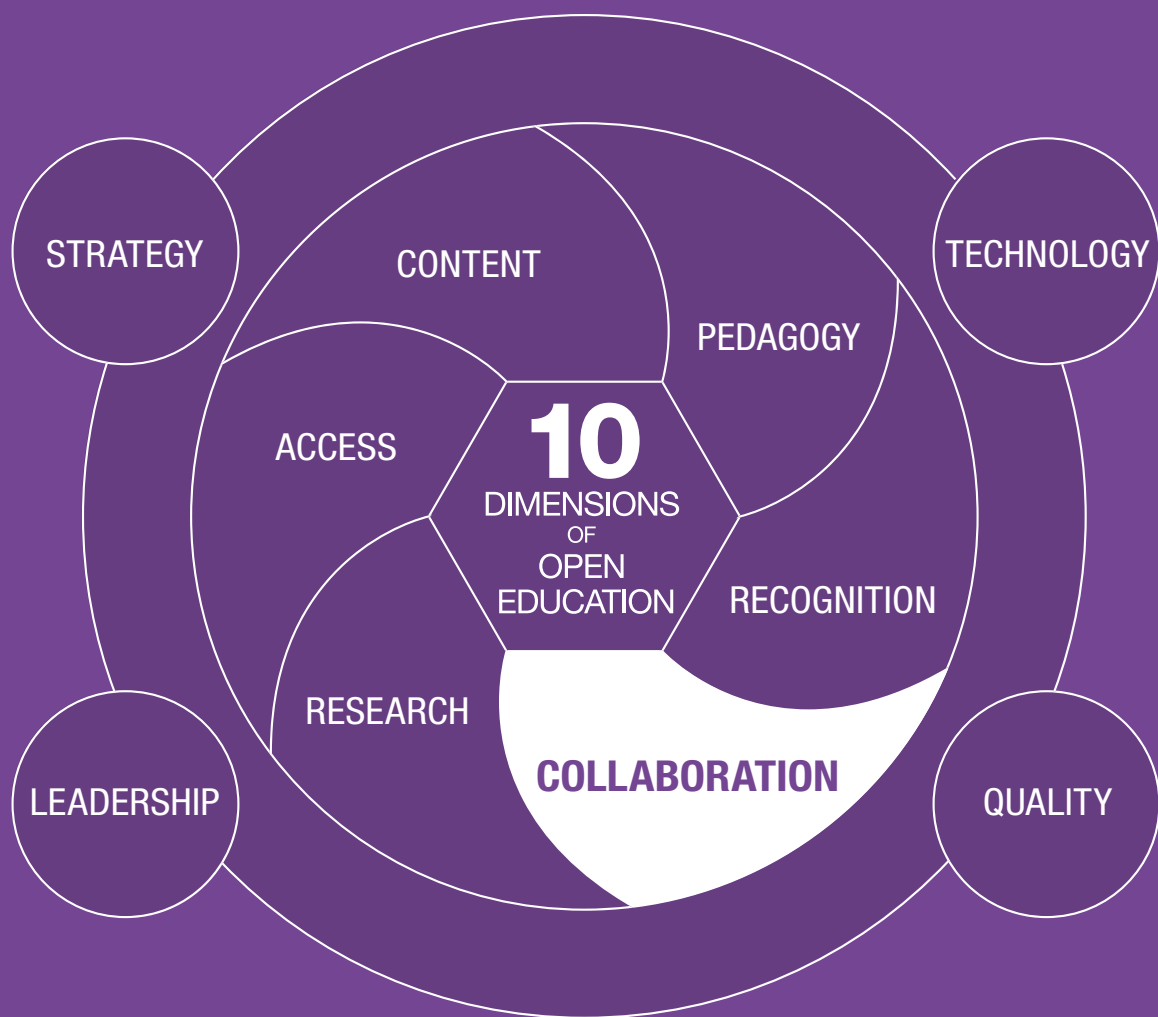 STRATEGY
TECHNOLOGY
CONTENT
PEDAGOGY
ACCESS
10
DIMENSIONS
OF
OPEN
EDUCATION
RECOGNITION
RESEARCH
COLLABORATION
LEADERSHIP
QUALITY